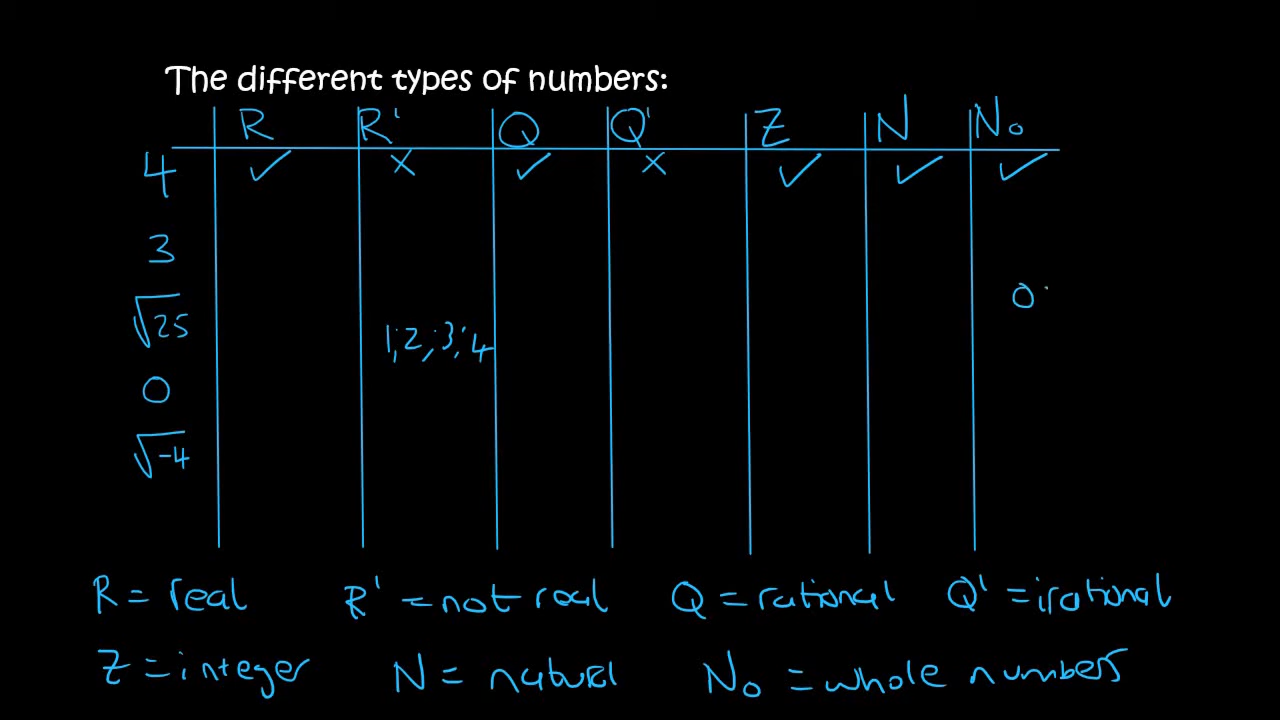 The different types of numbers:
R R' Q Q' Z N N₀
4 ✓ x ✓ x ✓ ✓ ✓
3
0
√25
1;2;3;4
0
√-4
R = real R' = not real Q = rational Q' = irational
Z = integer N = natural N₀ = whole numbers